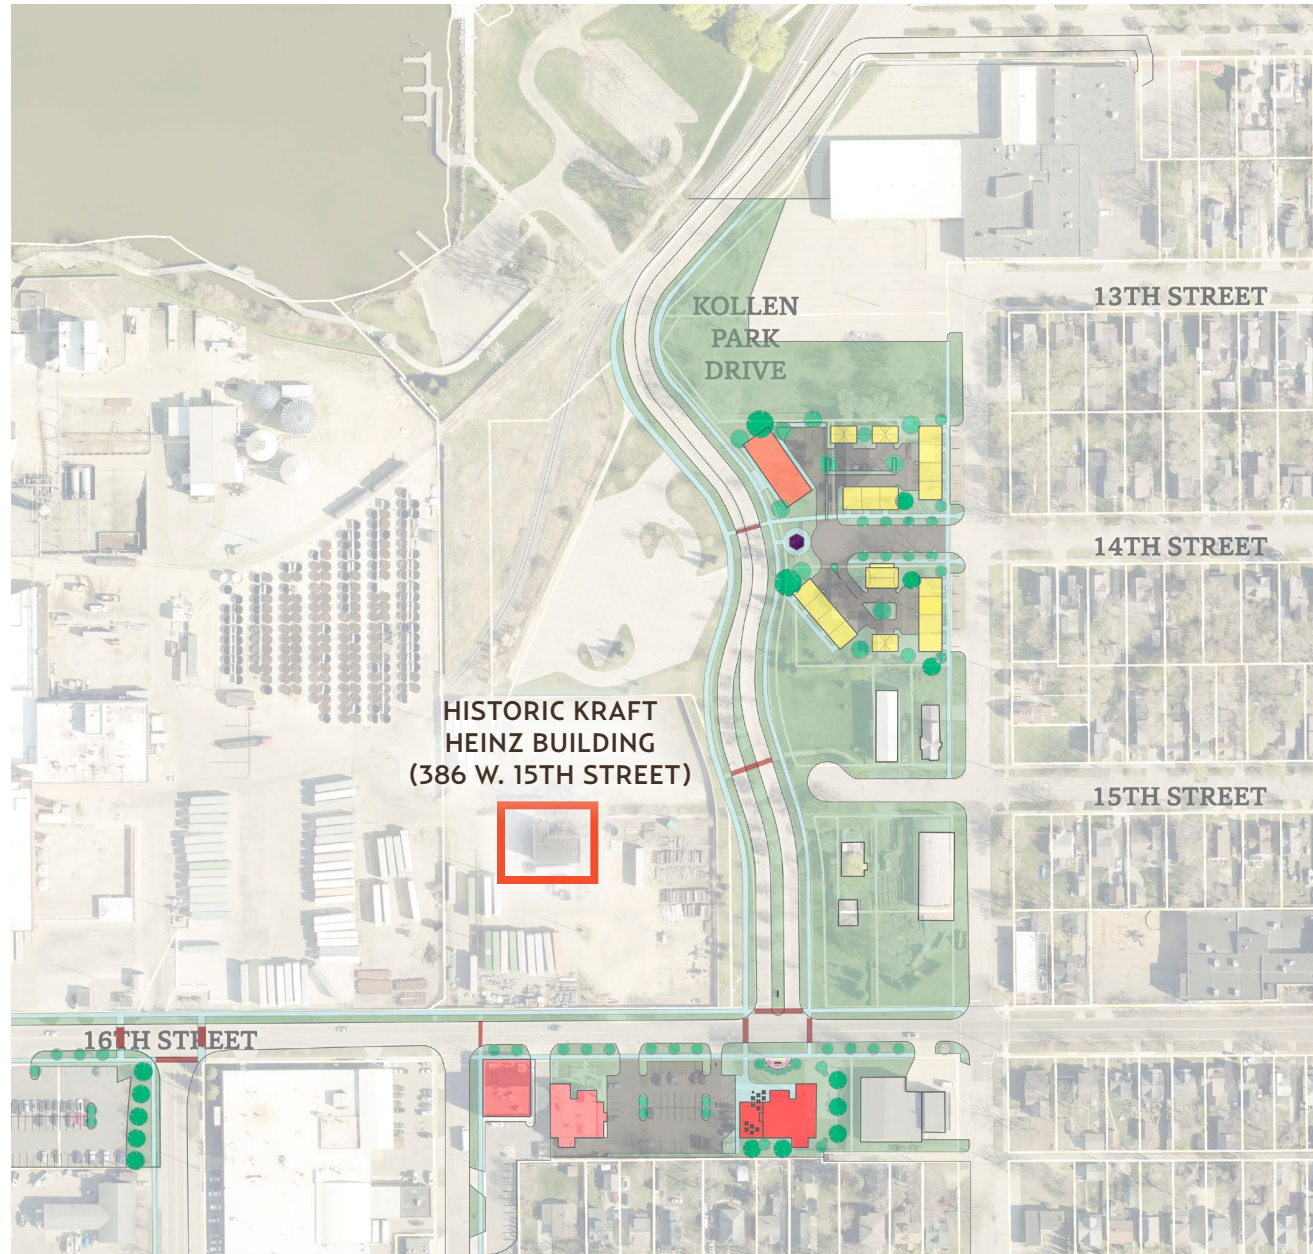 KOLLEN
PARK
DRIVE
13TH STREET
14TH STREET
HISTORIC KRAFT
HEINZ BUILDING
(386 W. 15TH STREET)
15TH STREET
16TH STREET